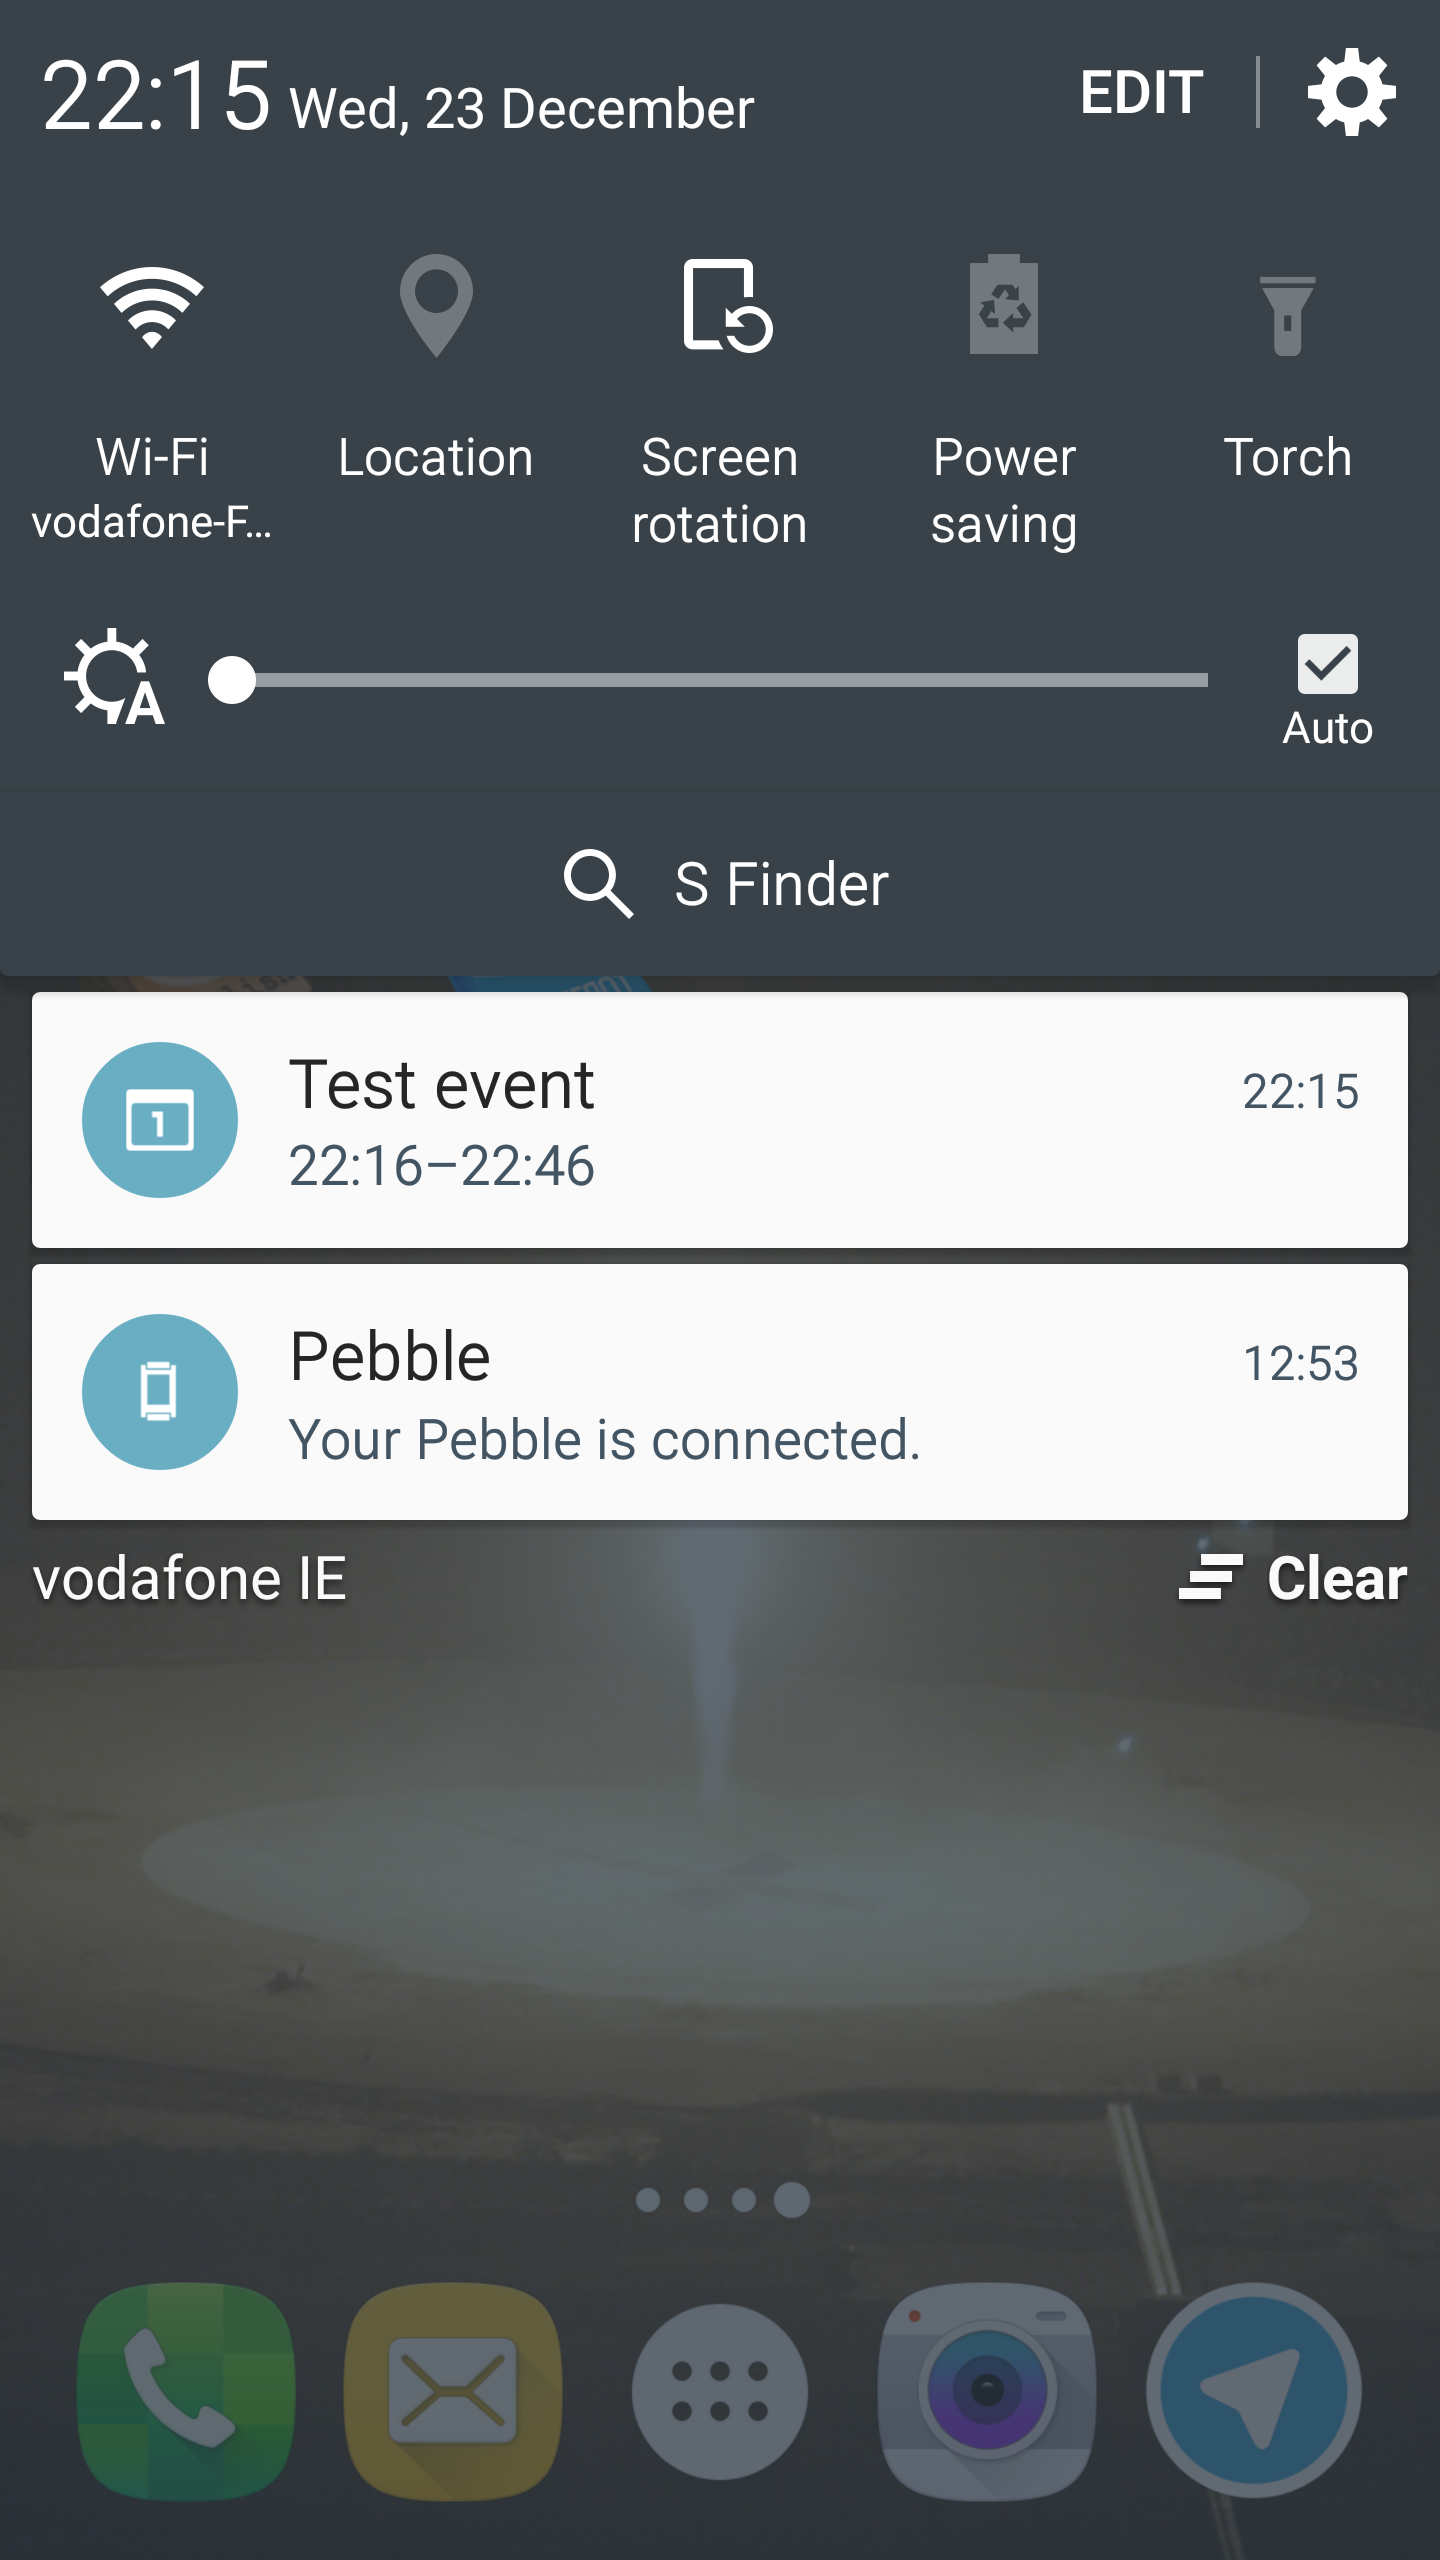 22:15 Wed, 23 December EDIT
Wi-Fi
vodafone-F...
Location
Screen
rotation
Power
saving
Torch
A
Auto
S Finder
1
Test event 22:15
22:16–22:46
Pebble 12:53
Your Pebble is connected.
vodafone IE Clear